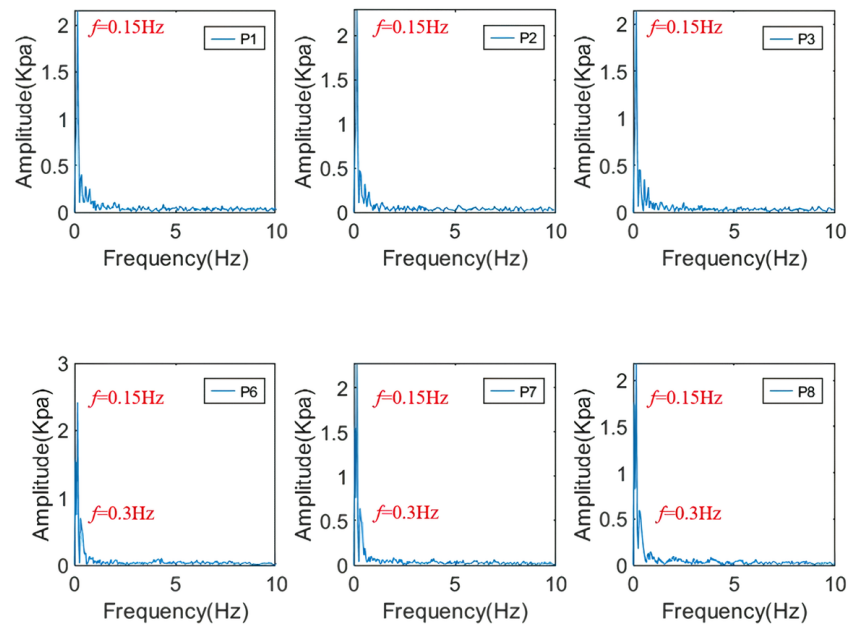 Amplitude(Kpa)
2
1.5
1
0.5
0
f=0.15Hz
P1
0 5 10
Frequency(Hz)
Amplitude(Kpa)
2
1.5
1
0.5
0
f=0.15Hz
P2
0 5 10
Frequency(Hz)
Amplitude(Kpa)
2
1.5
1
0.5
0
f=0.15Hz
P3
0 5 10
Frequency(Hz)
Amplitude(Kpa)
3
2
1
0
f=0.15Hz
f=0.3Hz
P6
0 5 10
Frequency(Hz)
Amplitude(Kpa)
2
1.5
1
0.5
0
f=0.15Hz
f=0.3Hz
P7
0 5 10
Frequency(Hz)
Amplitude(Kpa)
2
1.5
1
0.5
0
f=0.15Hz
f=0.3Hz
P8
0 5 10
Frequency(Hz)